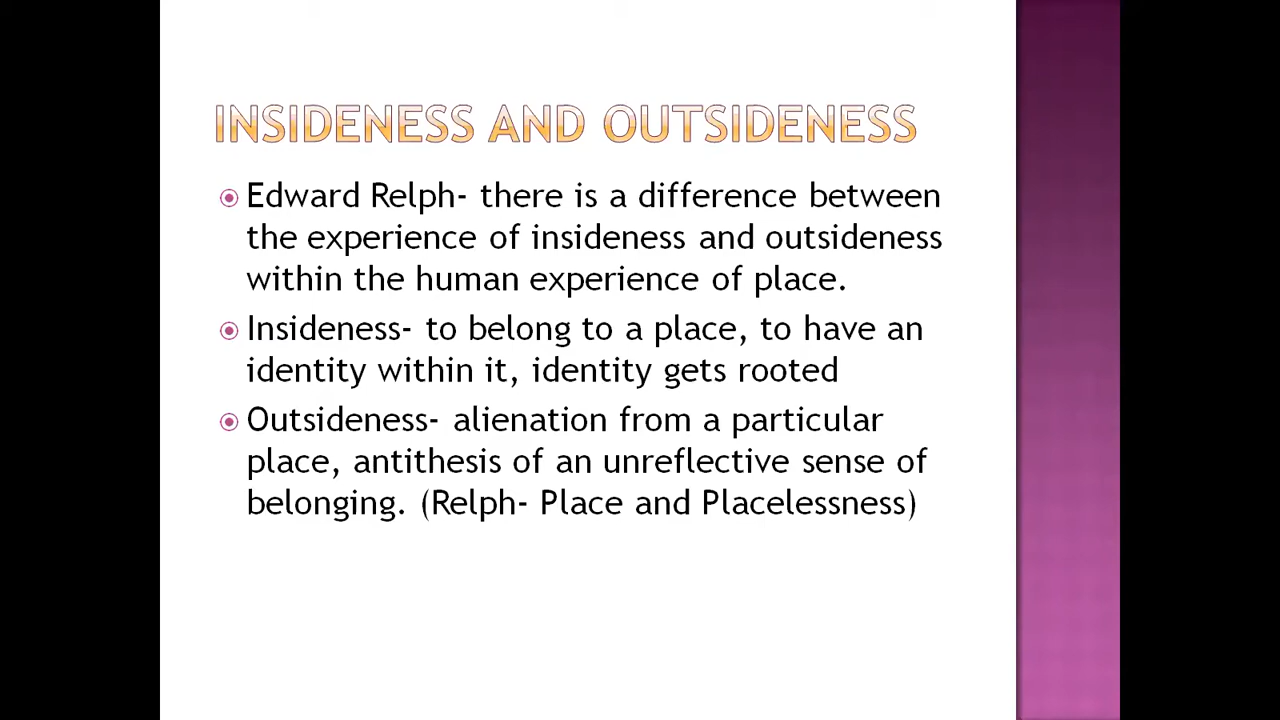 INSIDENESS AND OUTSIDENESS
Edward Relph- there is a difference between
the experience of insideness and outsideness
within the human experience of place.
Insideness- to belong to a place, to have an
identity within it, identity gets rooted
Outsideness- alienation from a particular
place, antithesis of an unreflective sense of
belonging. (Relph- Place and Placelessness)